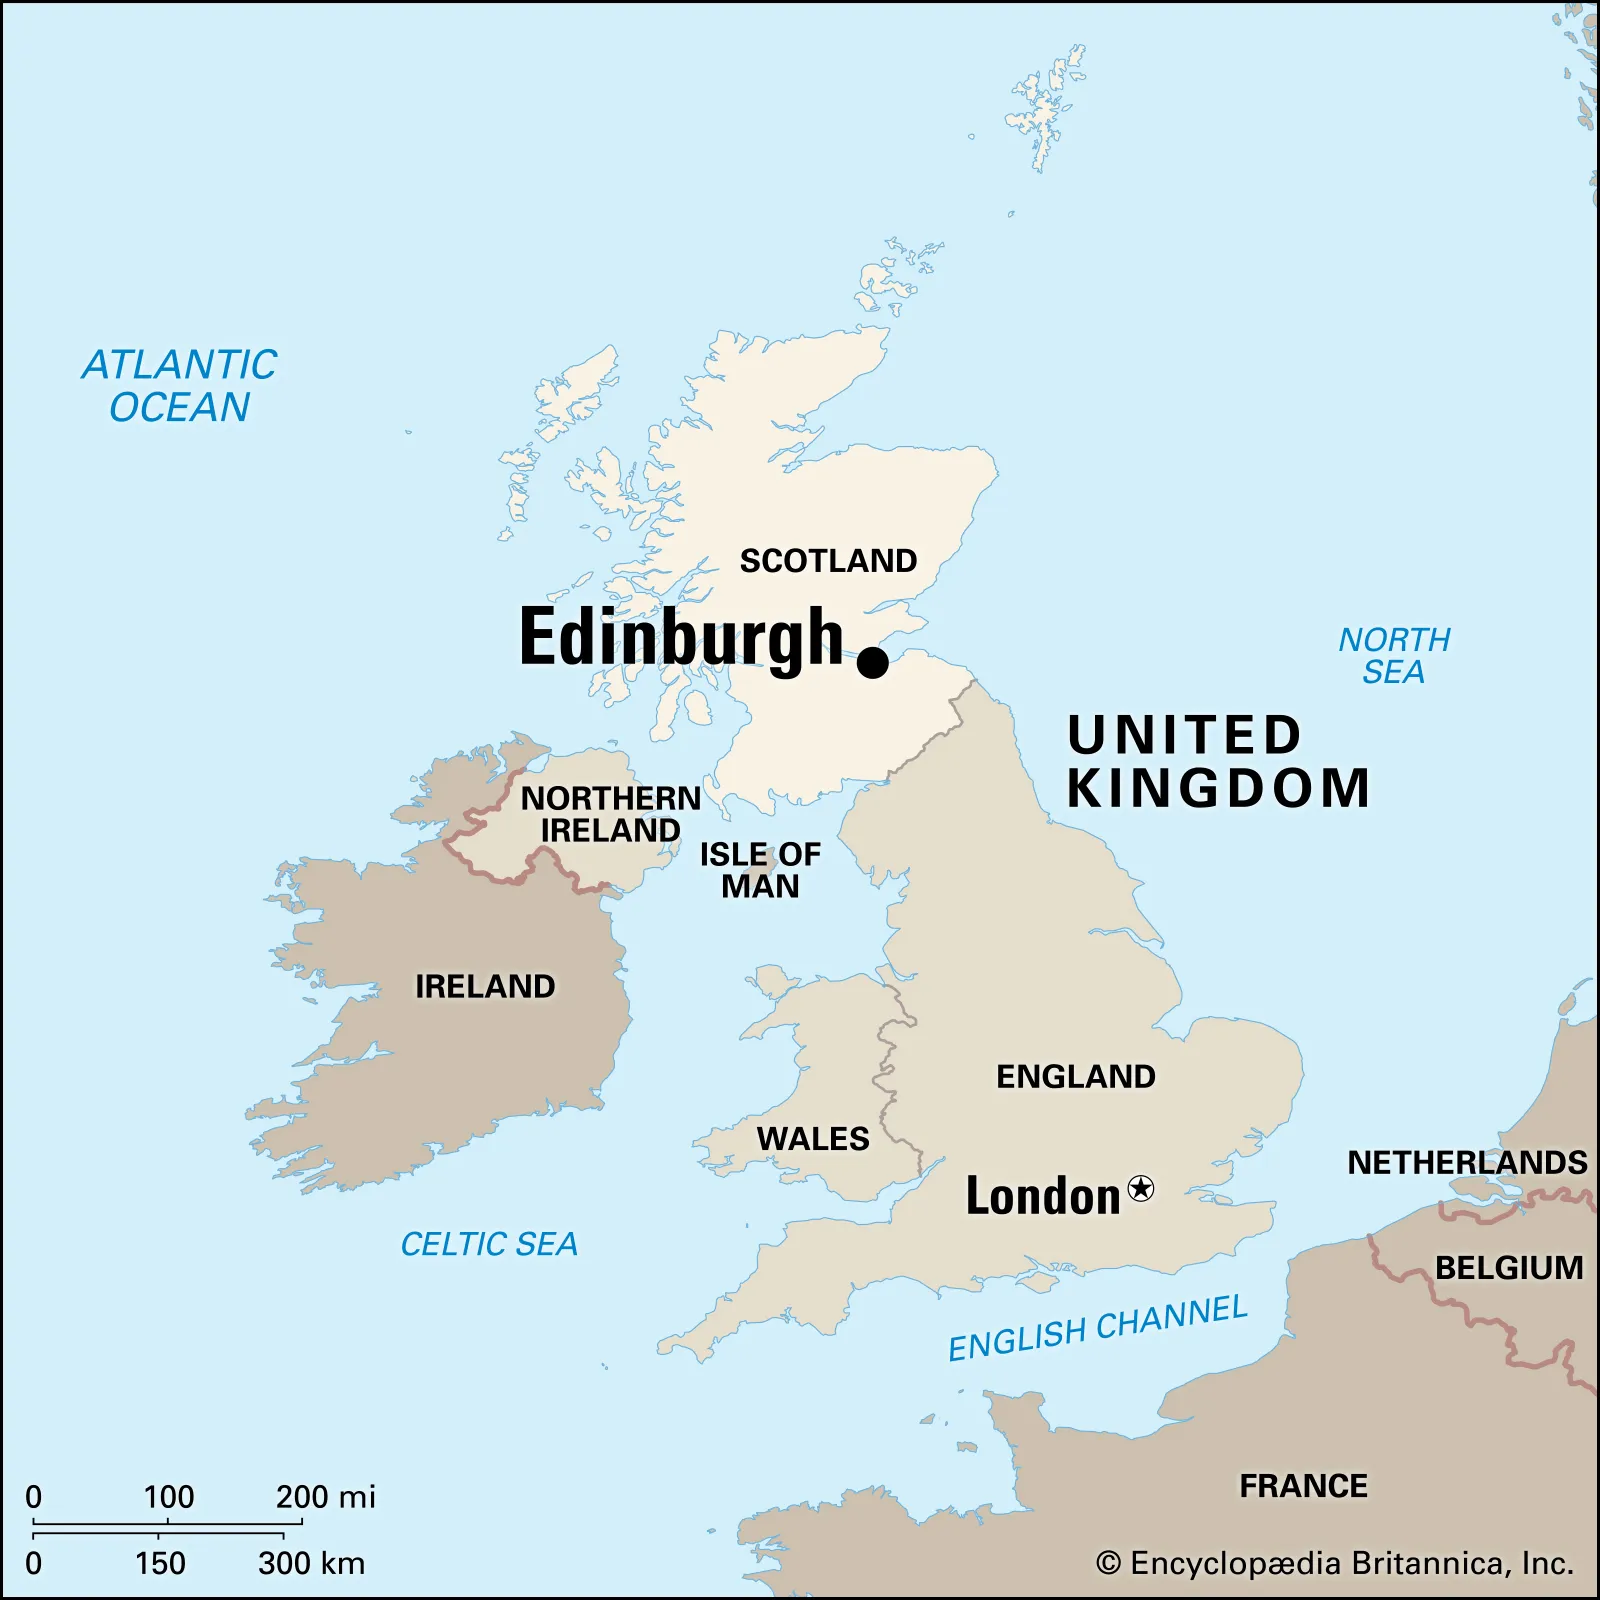 ATLANTIC
OCEAN
SCOTLAND
Edinburgh
NORTH
SEA
UNITED
KINGDOM
NORTHERN
IRELAND
ISLE OF
MAN
IRELAND
ENGLAND
WALES
NETHERLANDS
London
CELTIC SEA
BELGIUM
ENGLISH CHANNEL
FRANCE
0 100 200 mi
0 150 300 km
© Encyclopædia Britannica, Inc.